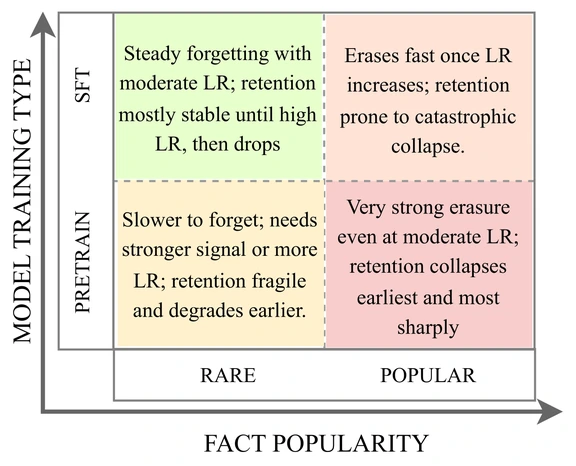 MODEL TRAINING TYPE
SFT
Steady forgetting with
moderate LR; retention
mostly stable until high
LR, then drops
Erases fast once LR
increases; retention
prone to catastrophic
collapse.
PRETRAIN
Slower to forget; needs
stronger signal or more
LR; retention fragile
and degrades earlier.
Very strong erasure
even at moderate LR;
retention collapses
earliest and most
sharply
RARE
POPULAR
FACT POPULARITY